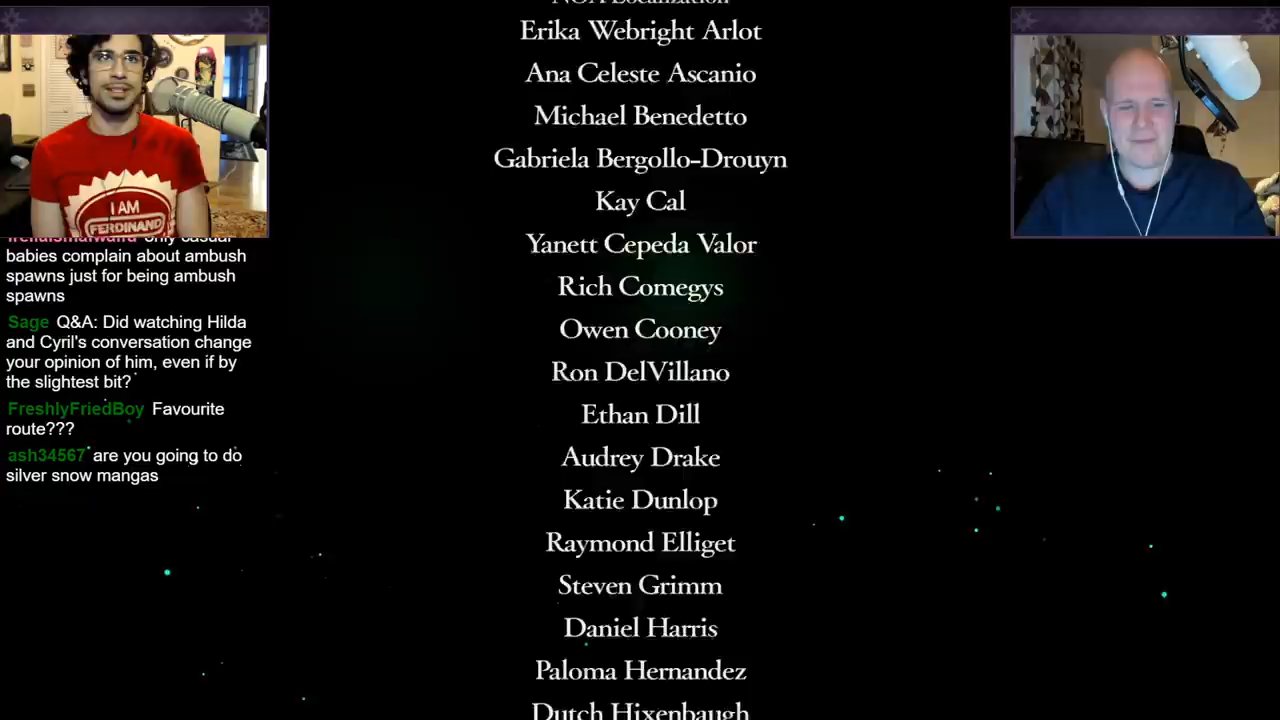 NOA Localization
Erika Webright Arlot
Ana Celeste Ascanio
Michael Benedetto
Gabriela Bergollo-Drouyn
Kay Cal
Yanett Cepeda Valor
Rich Comegys
Owen Cooney
Ron DelVillano
Ethan Dill
Audrey Drake
Katie Dunlop
Raymond Elliget
Steven Grimm
Daniel Harris
Paloma Hernandez
Dutch Hixenbaugh
I AM
FERDINAND
only casual
babies complain about ambush
spawns just for being ambush
spawns
Sage Q&A: Did watching Hilda
and Cyril's conversation change
your opinion of him, even if by
the slightest bit?
FreshlyFriedBoy Favourite
route???
ash34567 are you going to do
silver snow mangas